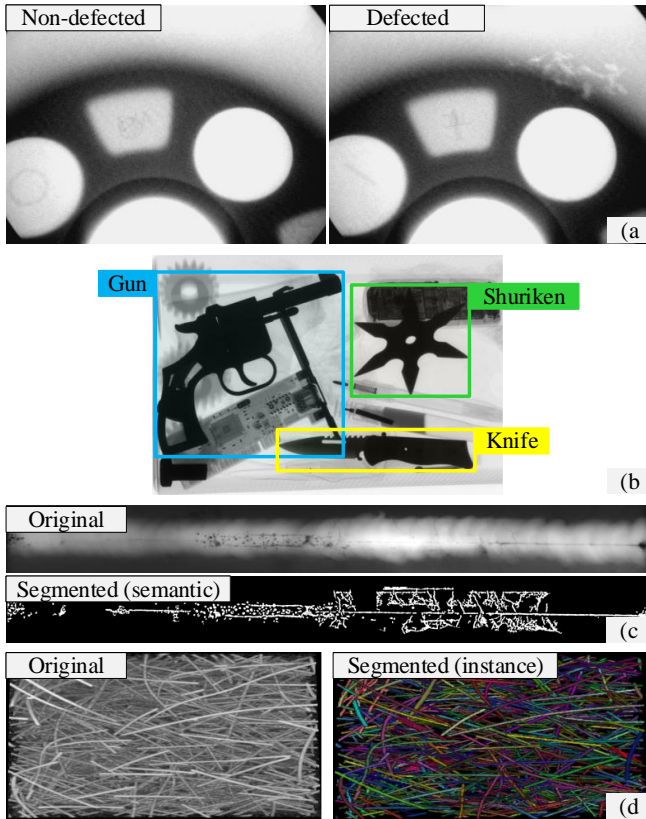 Non-defected
Defected
(a
Gun
Shuriken
Knife
(b
Original
Segmented (semantic)
(c
Original
Segmented (instance)
(d